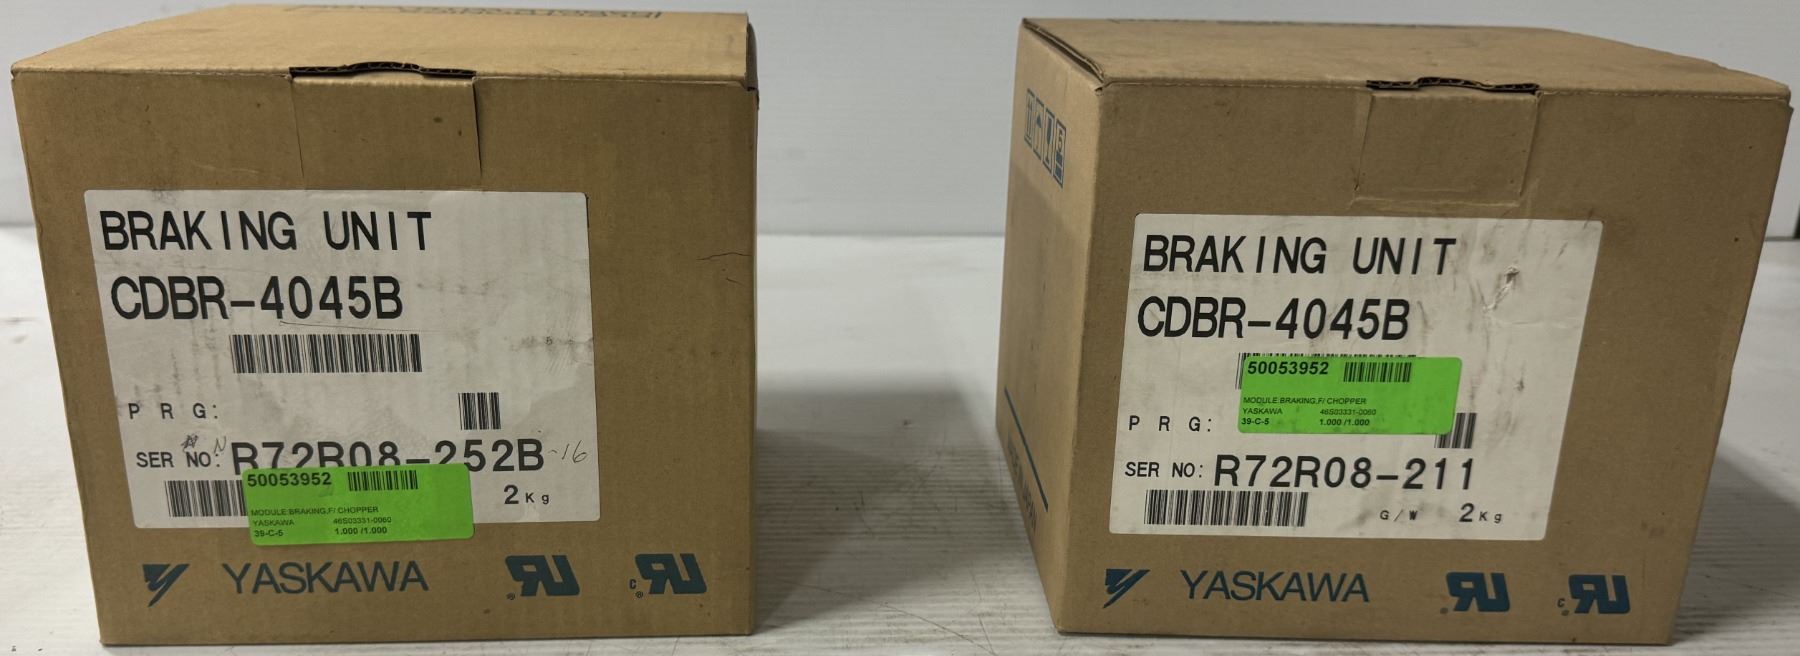 BRAKING UNIT
CDBR-4045B
P R G:
SER NO: R72R08-252B -16
50053952
MODULE:BRAKING,F/ CHOPPER
YASKAWA 46S03331-0060
39-C-5 1.000 /1.000
2Kg
YASKAWA
BRAKING UNIT
CDBR-4045B
50053952
MODULE:BRAKING,F/ CHOPPER
YASKAWA 46S03331-0060
39-C-5 1.000 /1.000
P R G:
SER NO: R72R08-211
G/W 2Kg
YASKAWA